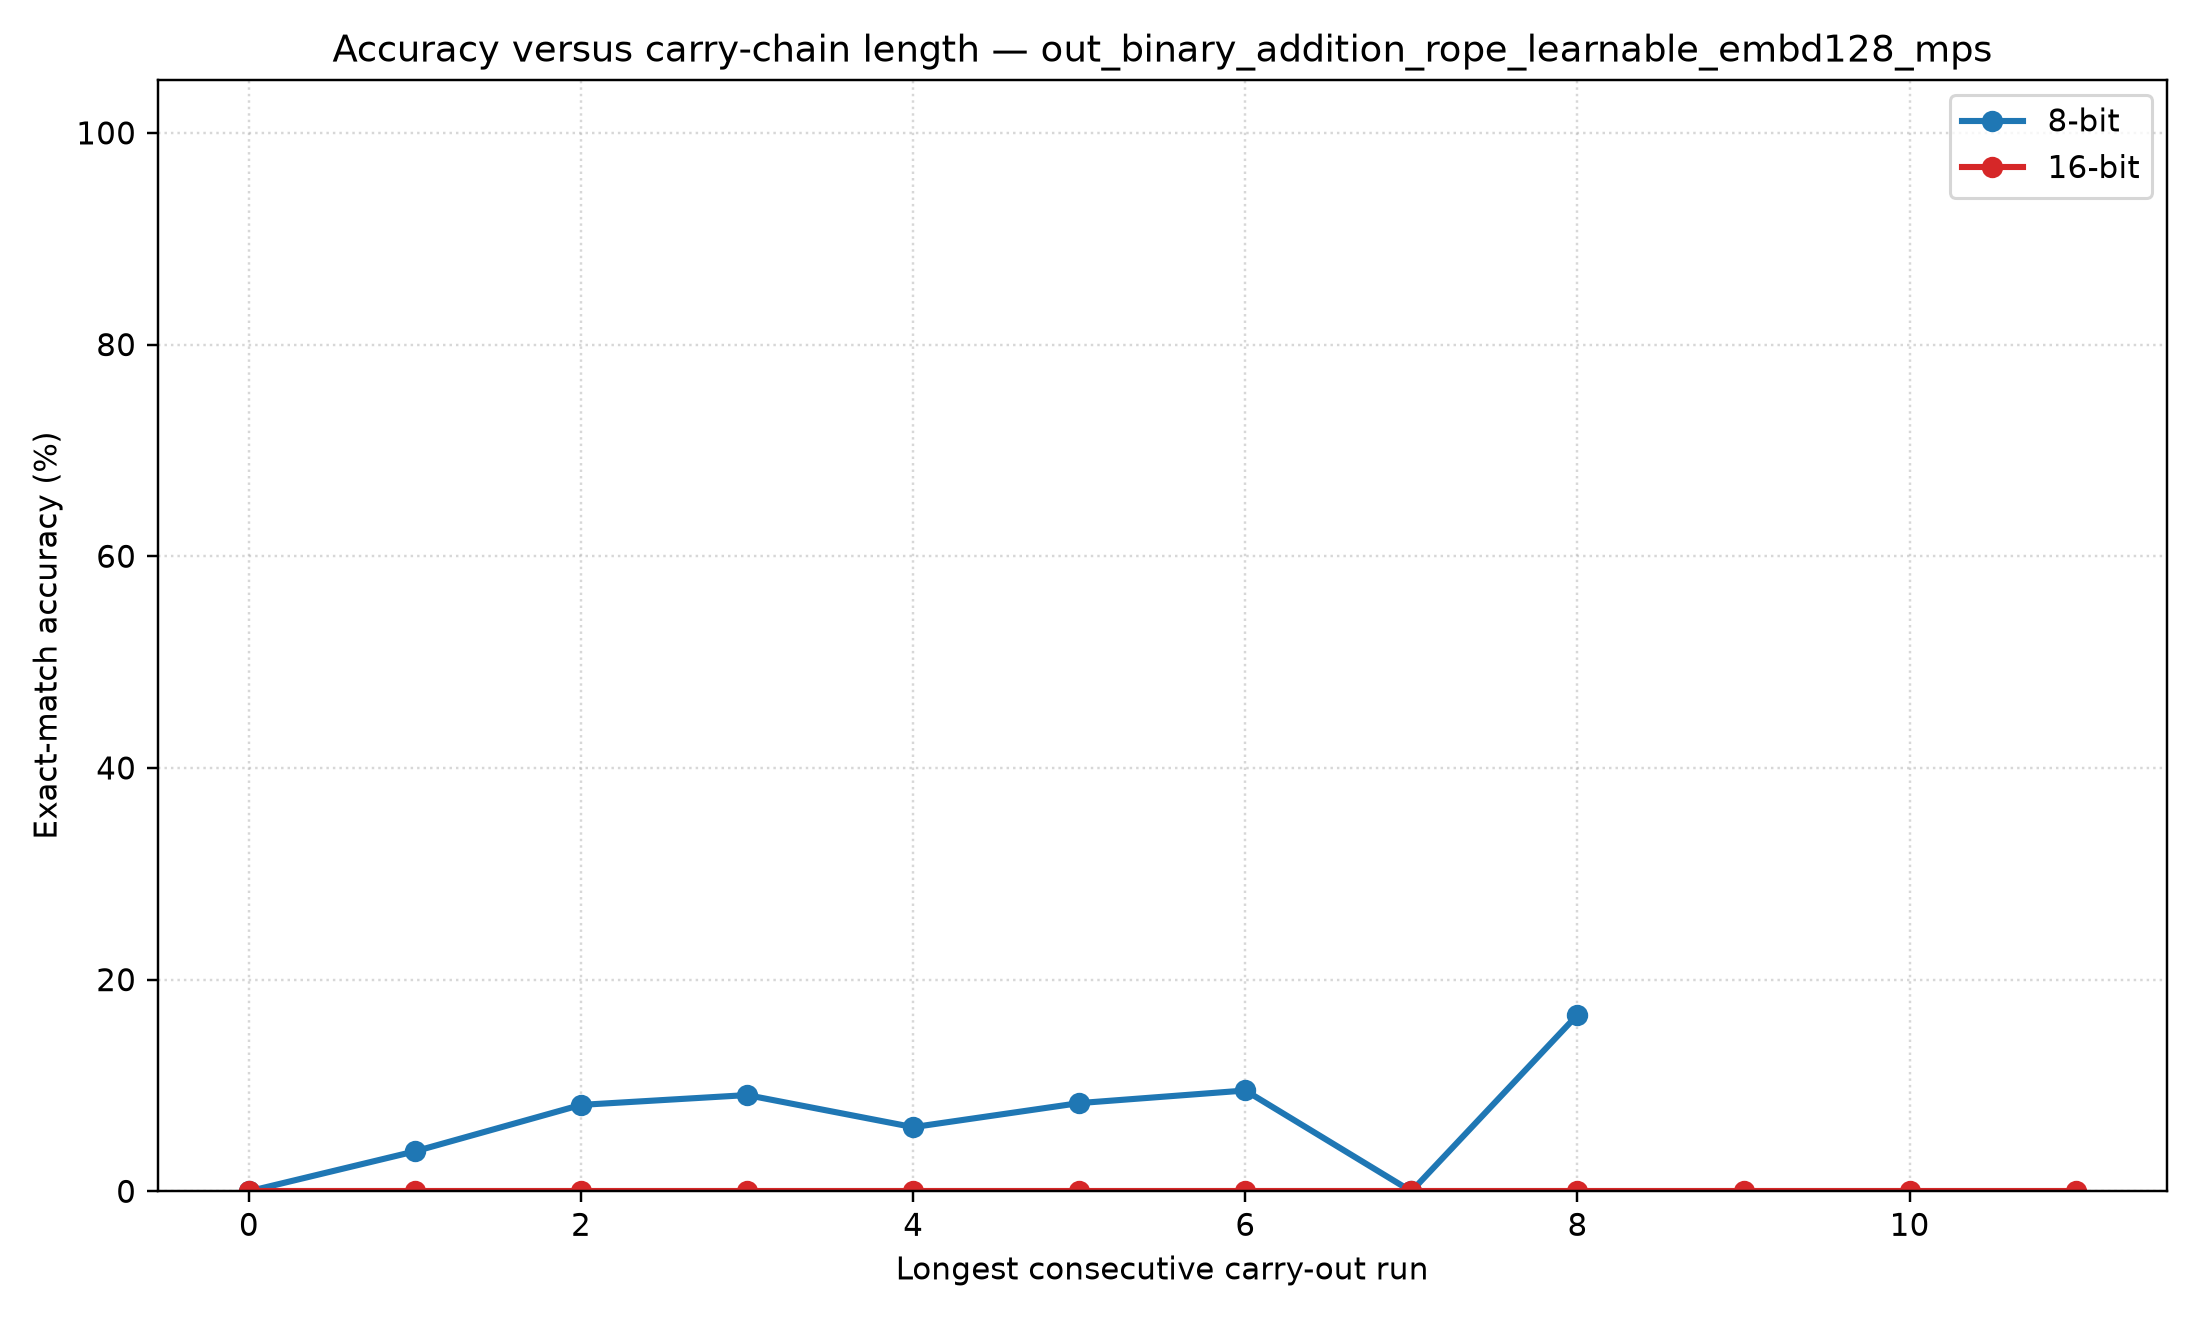 Accuracy versus carry-chain length — out_binary_addition_rope_learnable_embd128_mps
8-bit
16-bit
Exact-match accuracy (%)
100
80
60
40
20
0
0 2 4 6 8 10
Longest consecutive carry-out run